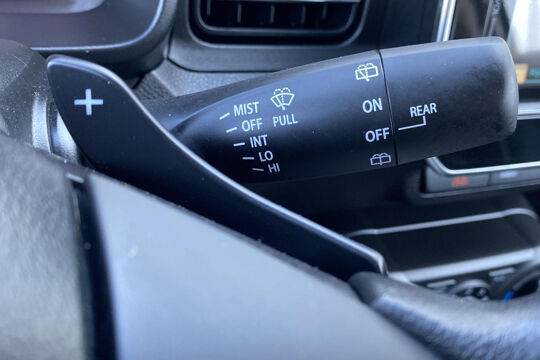 +
MIST
OFF
INT
LO
HI
PULL
ON
OFF
REAR